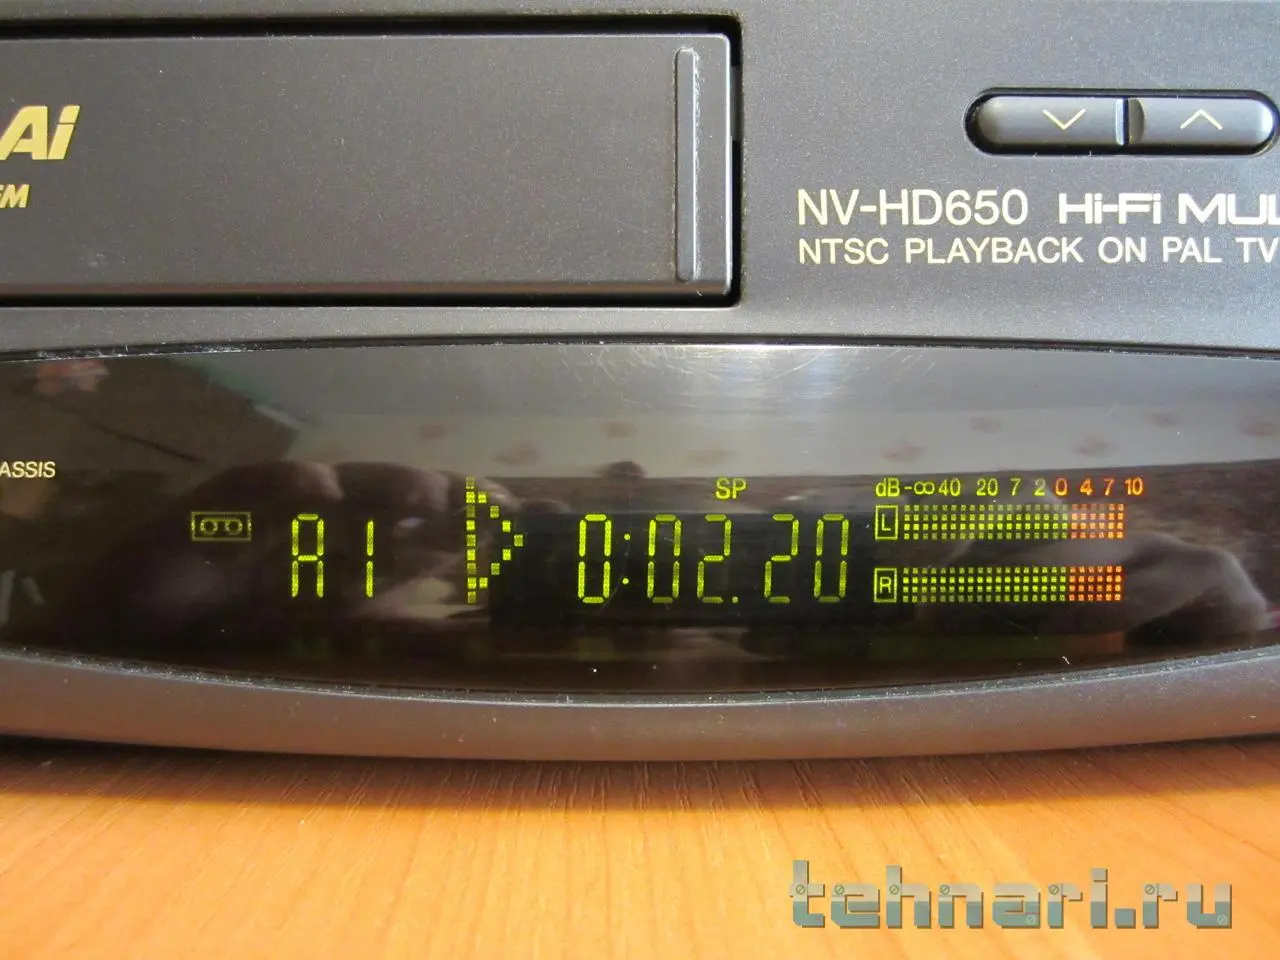 Ai
NV-HD650 Hi-Fi
NTSC PLAYBACK ON PAL TV
SP
dB -∞ 40 20 7 2 0 4 7 10
A1 0:02.20
L
R
tehnari.ru